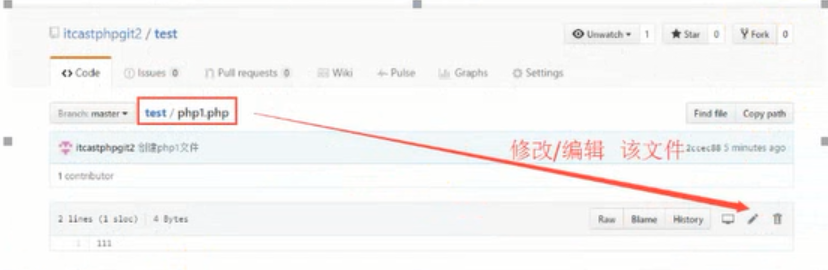 itcastphpgit2 / test
Unwatch 1 Star 0 Fork 0
Code Issues 0 Pull requests 0 Wiki Pulse Graphs Settings
Branch: master test / php1.php Find file Copy path
itcastphpgit2 创建php1文件 修改/编辑 该文件 2ccec88 5 minutes ago
1 contributor
2 lines (1 sloc) 4 Bytes Raw Blame History
1 111